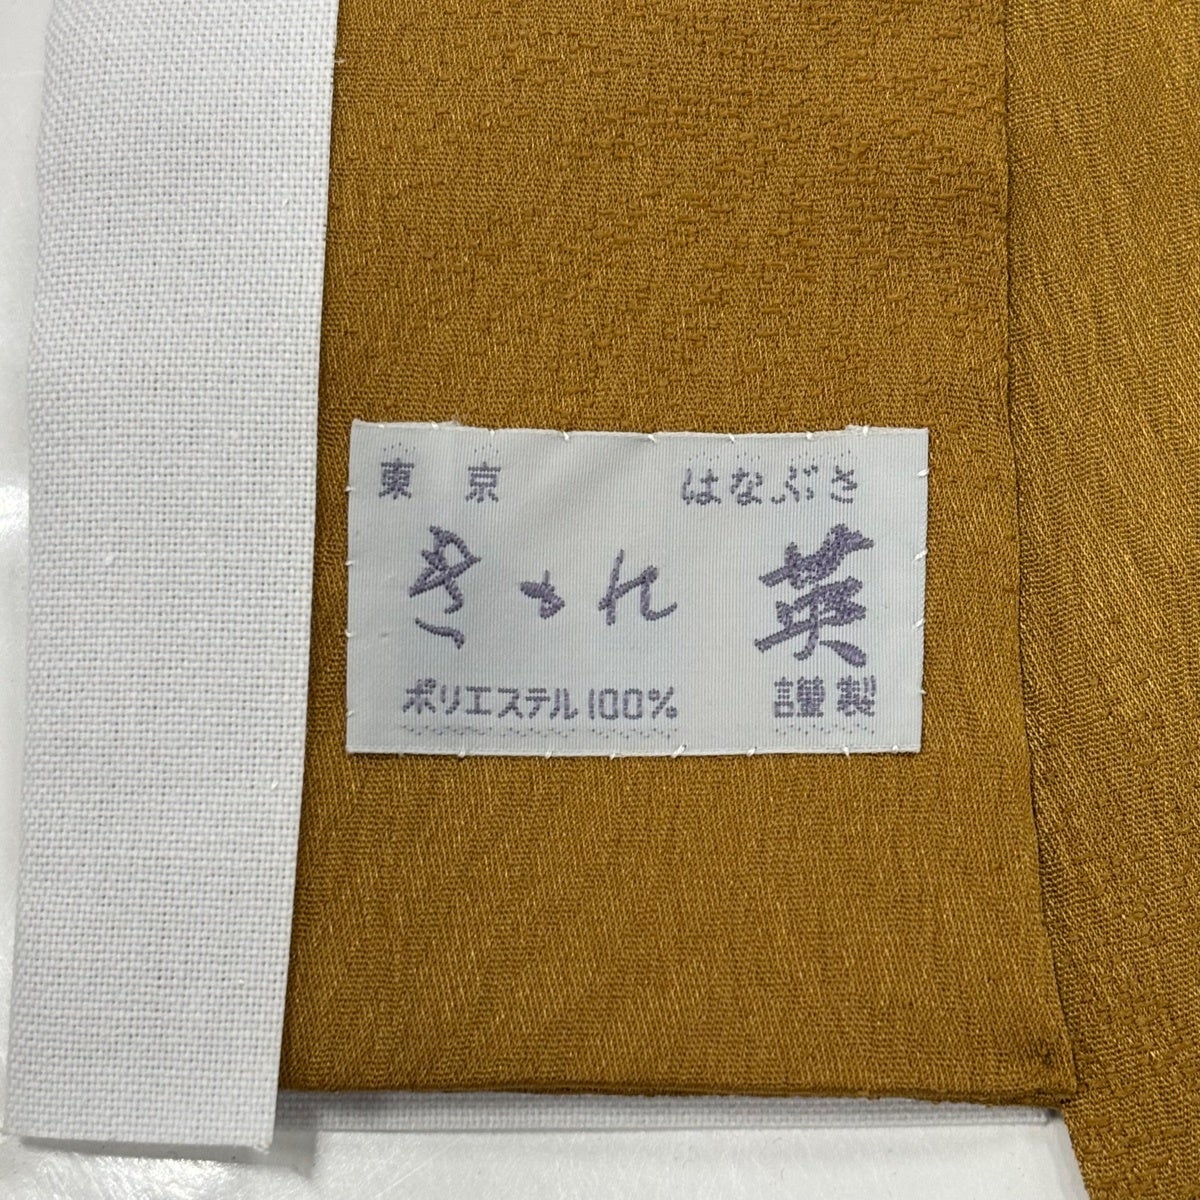 東京 はなぶさ
きもの 英
ポリエステル100% 謹製